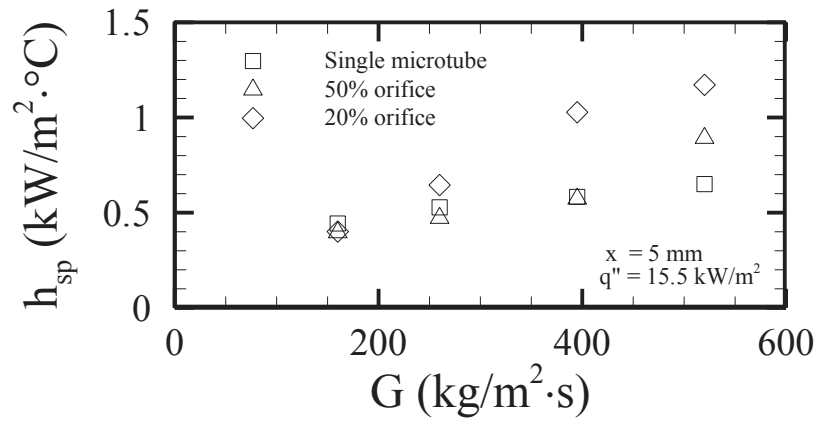 1.5
1
0.5
0
h_sp (kW/m²·°C)
Single microtube
50% orifice
20% orifice
x = 5 mm
q" = 15.5 kW/m²
0 200 400 600
G (kg/m²·s)